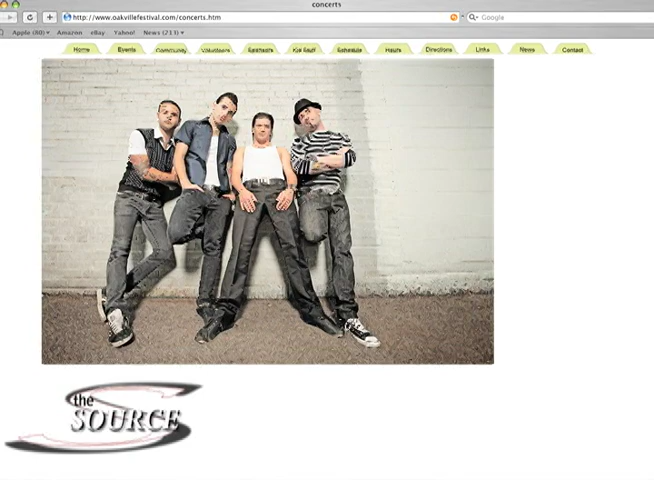 concerts
http://www.oakvillefestival.com/concerts.htm
Google
Apple (80) Amazon eBay Yahoo! News (213)
Home Events Community Volunteers Kid Stuff Schedule Hours Directions Links News Contact
the
SOURCE